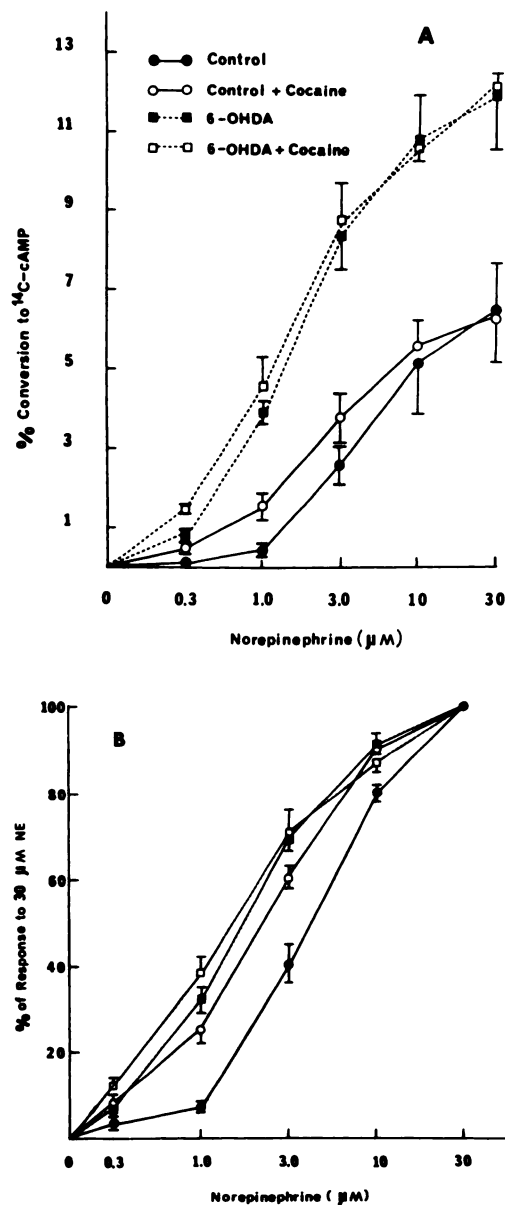 A
Control
Control + Cocaine
6-OHDA
6-OHDA + Cocaine
% Conversion to ¹⁴C-cAMP
13
11
9
7
5
3
1
0 0.3 1.0 3.0 10 30
Norepinephrine (μM)
B
% of Response to 30 μM NE
100
80
60
40
20
0 0.3 1.0 3.0 10 30
Norepinephrine (μM)